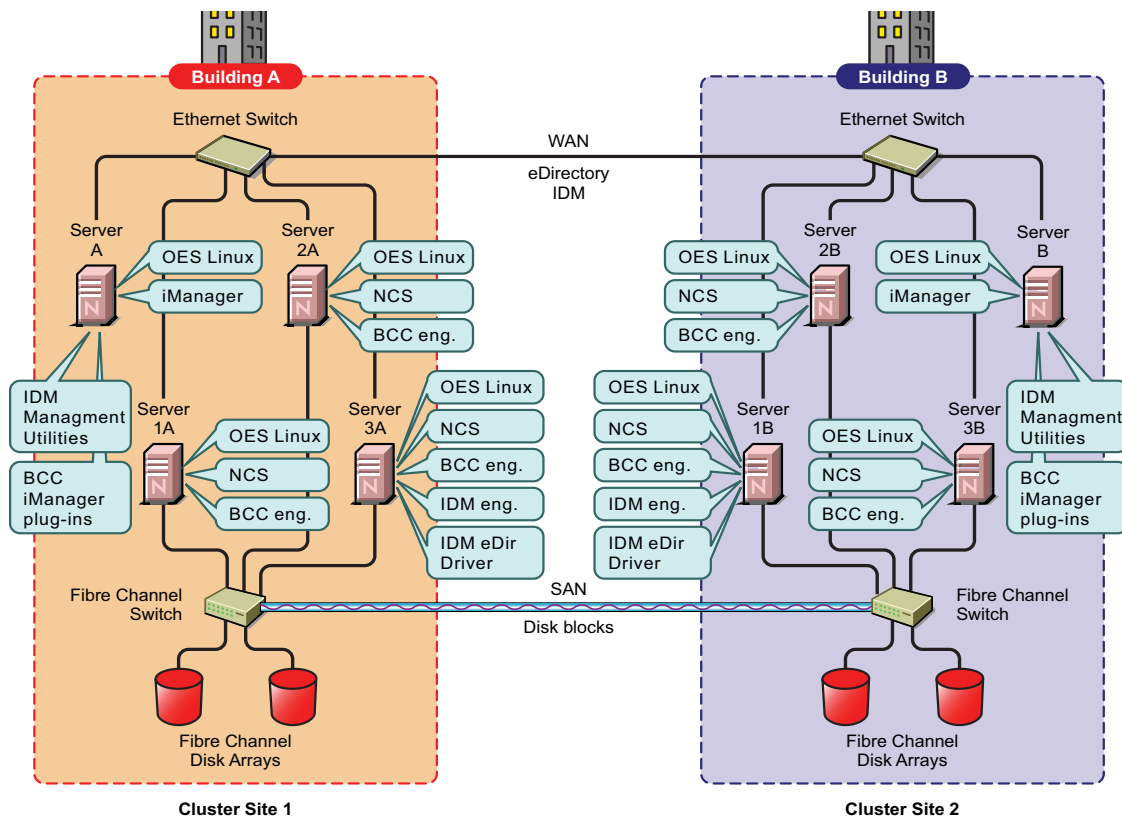 Building A
Building B
Ethernet Switch
Ethernet Switch
WAN
eDirectory
IDM
Server
A
OES Linux
iManager
IDM
Managment
Utilities
BCC
iManager
plug-ins
Server
2A
OES Linux
NCS
BCC eng.
Server
1A
OES Linux
NCS
BCC eng.
Server
3A
OES Linux
NCS
BCC eng.
IDM eng.
IDM eDir
Driver
Server
2B
OES Linux
NCS
BCC eng.
Server
B
OES Linux
iManager
IDM
Managment
Utilities
BCC
iManager
plug-ins
Server
1B
OES Linux
NCS
BCC eng.
IDM eng.
IDM eDir
Driver
Server
3B
OES Linux
NCS
BCC eng.
Fibre Channel
Switch
SAN
Disk blocks
Fibre Channel
Switch
Fibre Channel
Disk Arrays
Fibre Channel
Disk Arrays
Cluster Site 1
Cluster Site 2